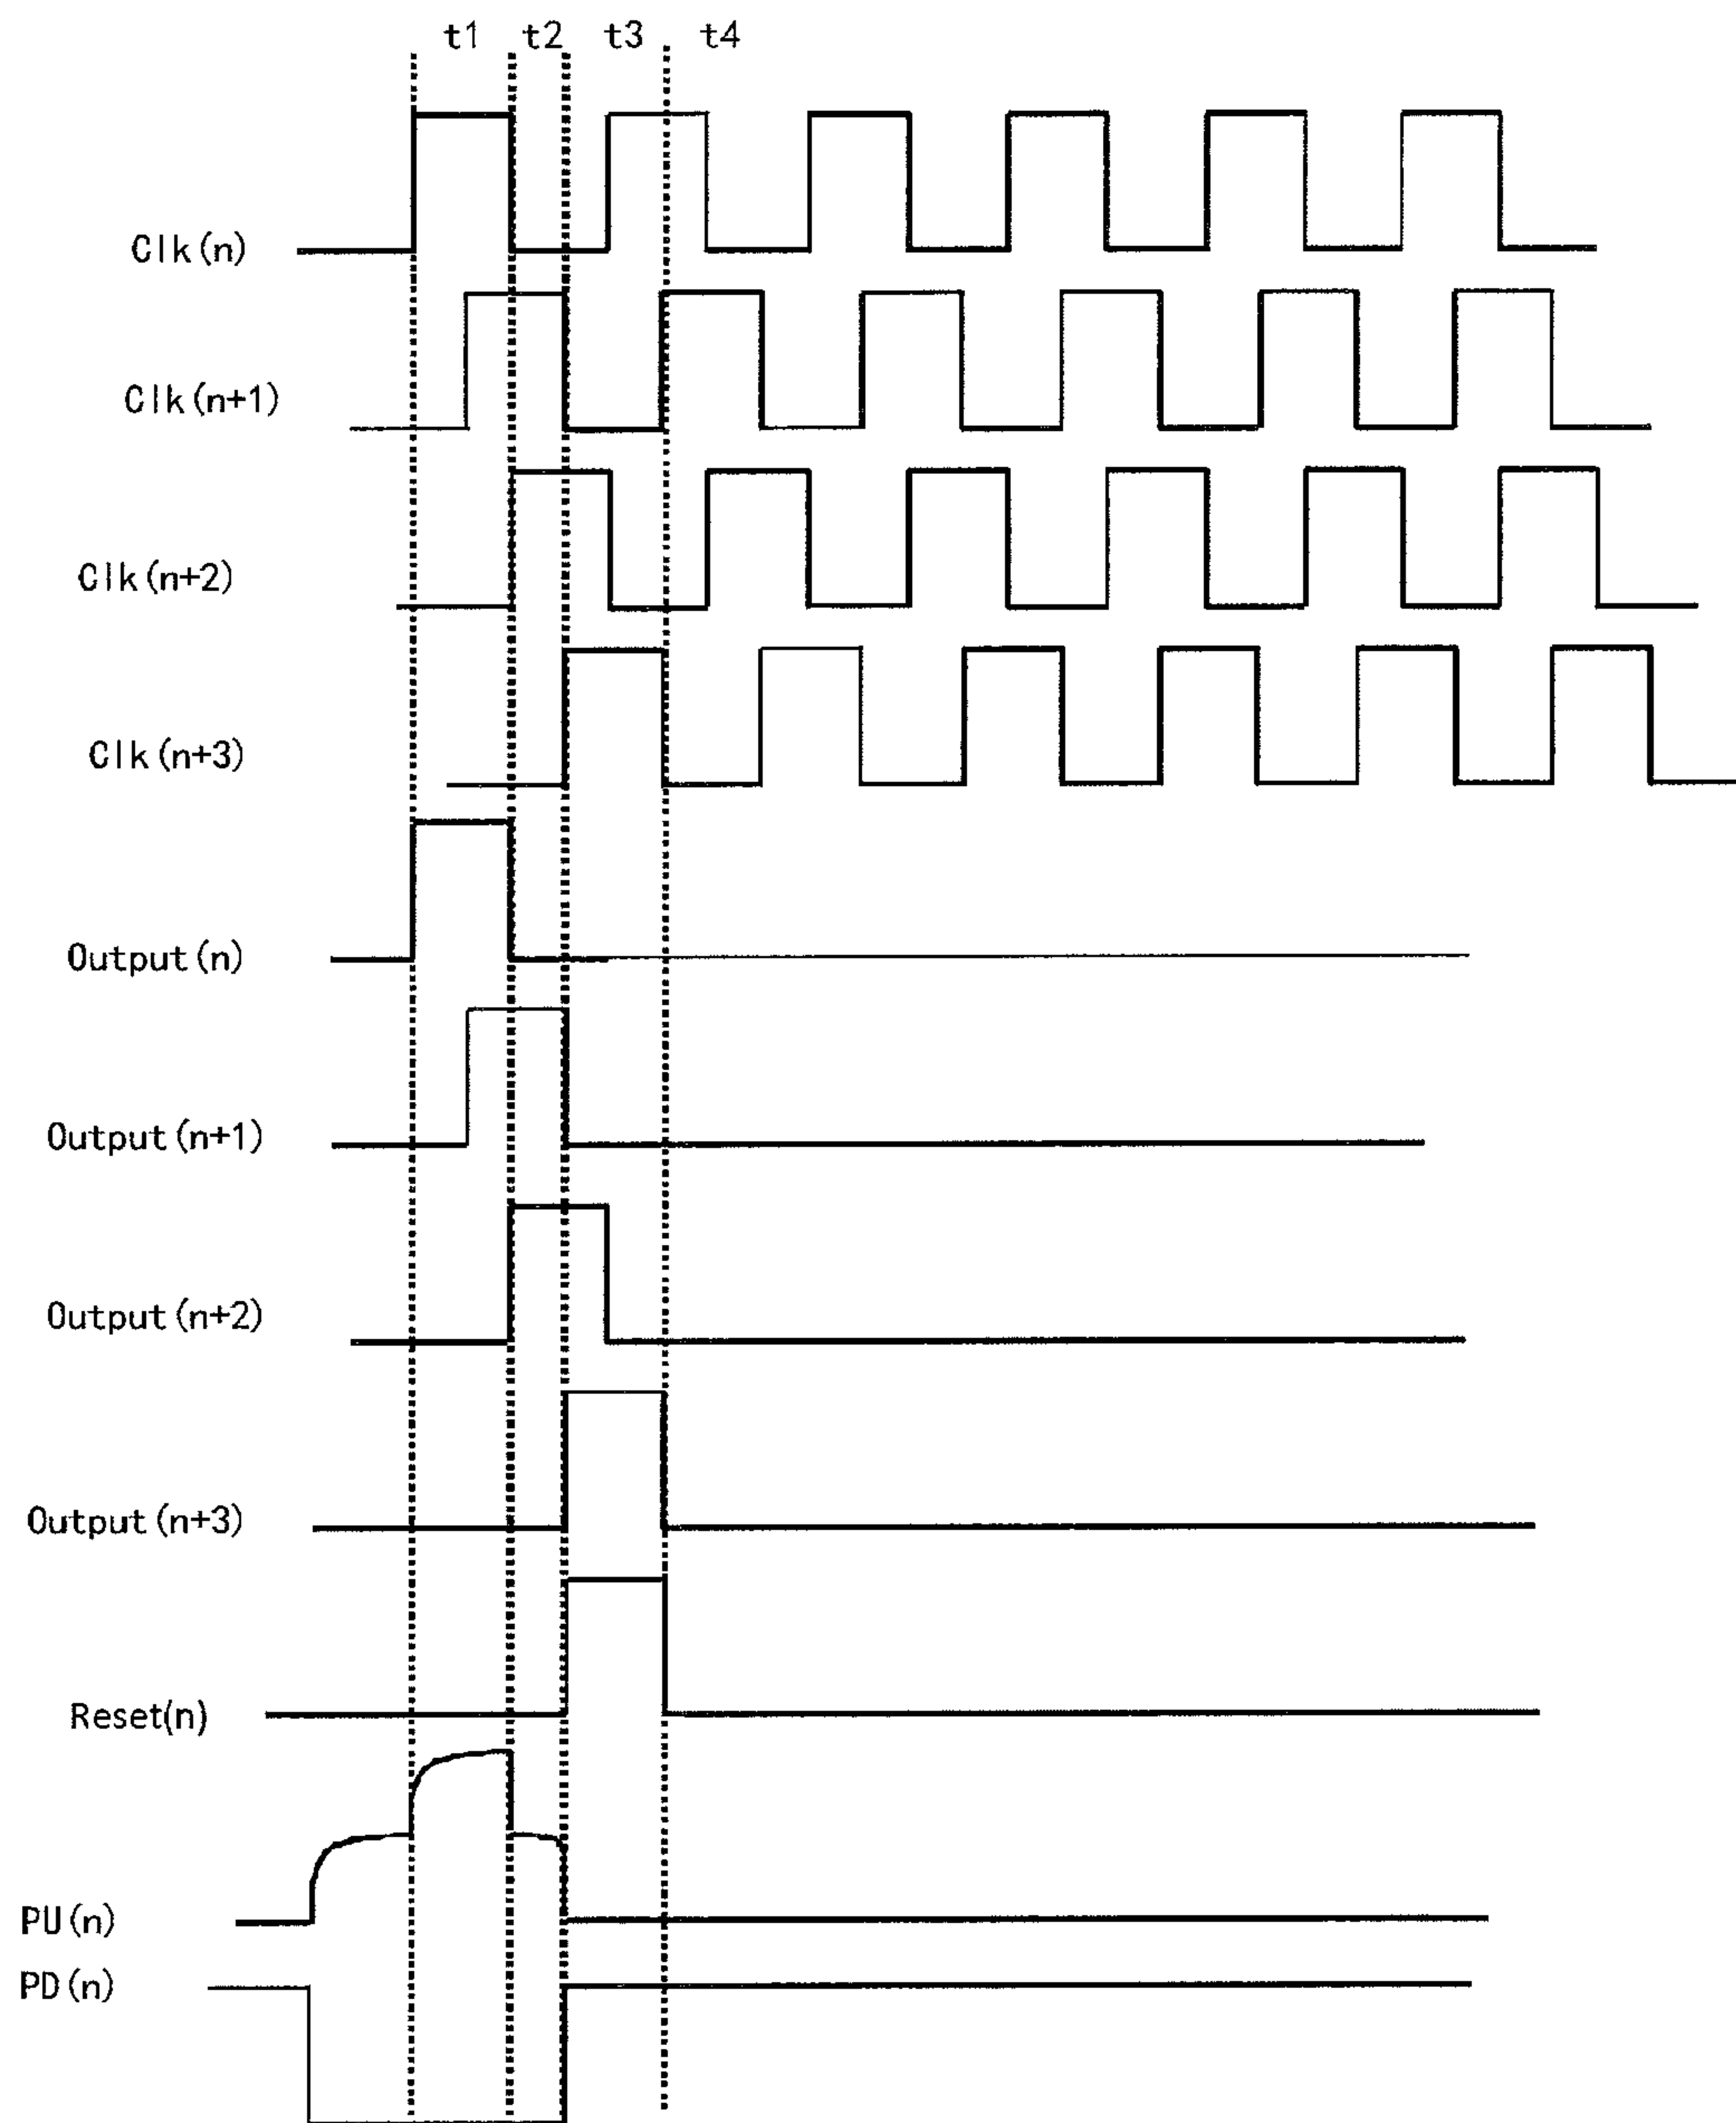 t1 t2 t3 t4
Clk(n)
Clk(n+1)
Clk(n+2)
Clk(n+3)
Output(n)
Output(n+1)
Output(n+2)
Output(n+3)
Reset(n)
PU(n)
PD(n)